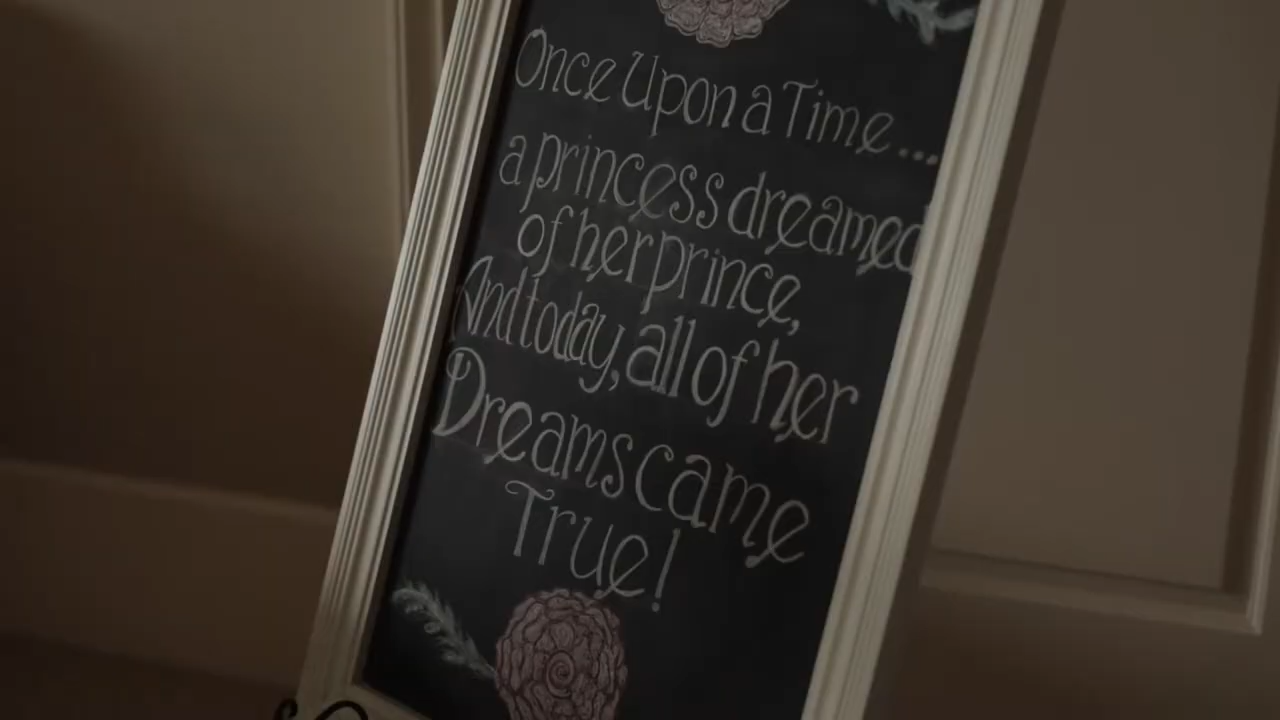 Once Upon a Time...
a princess dreamed
of her prince,
And today, all of her
Dreams came
True!